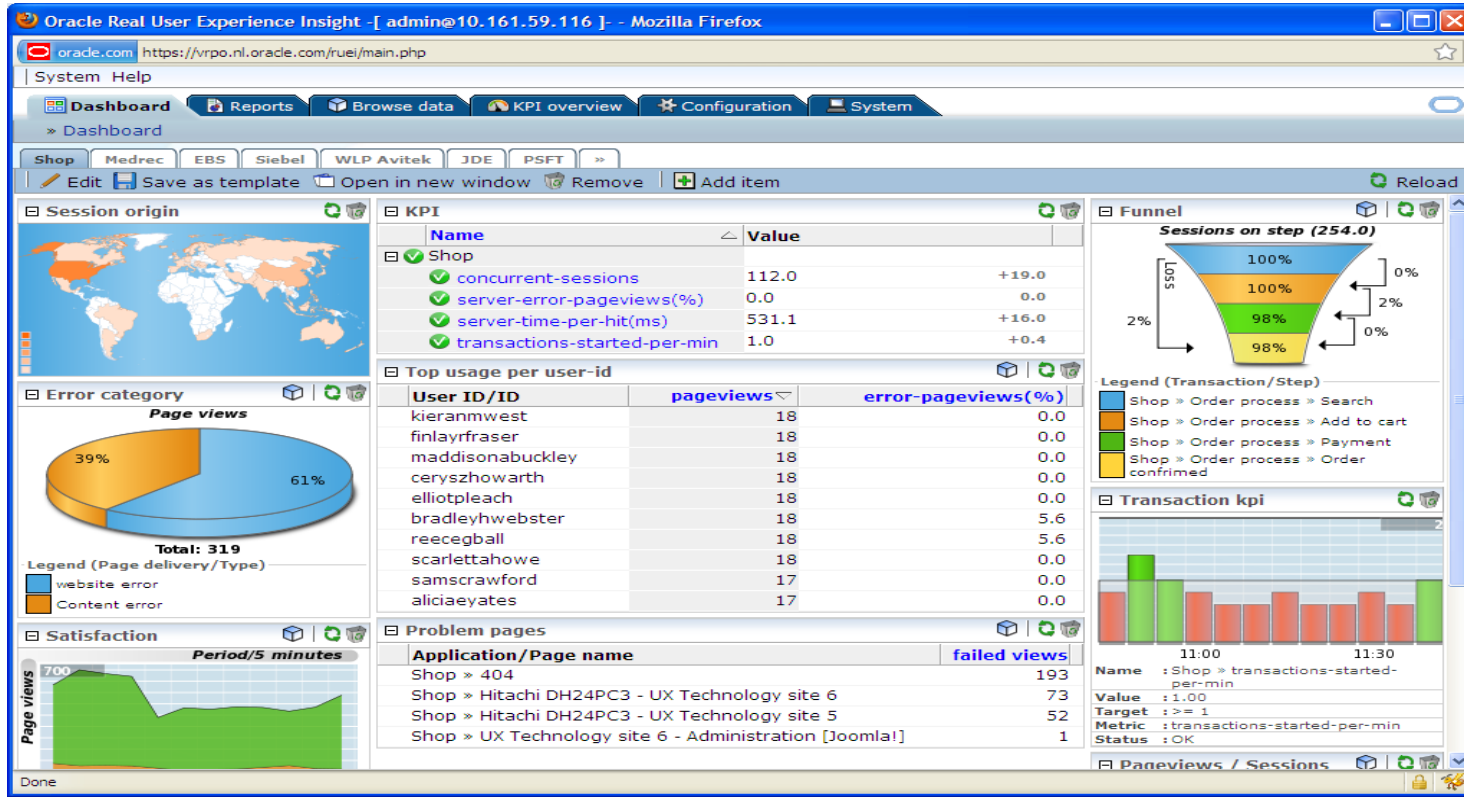 Oracle Real User Experience Insight -[ admin@10.161.59.116 ]- - Mozilla Firefox
oracle.com https://vrpo.nl.oracle.com/ruei/main.php
System Help
Dashboard Reports Browse data KPI overview Configuration System
» Dashboard
Shop Medrec EBS Siebel WLP Avitek JDE PSFT »
Edit Save as template Open in new window Remove Add item Reload
Session origin
Error category
Page views
39%
61%
Total: 319
Legend (Page delivery/Type)
website error
Content error
Satisfaction
Period/5 minutes
700
Page views
KPI
Name Value
Shop
concurrent-sessions 112.0 +19.0
server-error-pageviews(%) 0.0 0.0
server-time-per-hit(ms) 531.1 +16.0
transactions-started-per-min 1.0 +0.4
Top usage per user-id
User ID/ID pageviews error-pageviews(%)
kieranmwest 18 0.0
finlayrfraser 18 0.0
maddisonabuckley 18 0.0
ceryszhowarth 18 0.0
elliotpleach 18 0.0
bradleyhwebster 18 5.6
reecegball 18 5.6
scarlettahowe 18 0.0
samscrawford 17 0.0
aliciaeyates 17 0.0
Problem pages
Application/Page name failed views
Shop » 404 193
Shop » Hitachi DH24PC3 - UX Technology site 6 73
Shop » Hitachi DH24PC3 - UX Technology site 5 52
Shop » UX Technology site 6 - Administration [Joomla!] 1
Funnel
Sessions on step (254.0)
Loss
100%
0%
100%
2%
2%
98%
0%
98%
Legend (Transaction/Step)
Shop » Order process » Search
Shop » Order process » Add to cart
Shop » Order process » Payment
Shop » Order process » Order
confrimed
Transaction kpi
2
11:00 11:30
Name : Shop » transactions-started-
per-min
Value : 1.00
Target : >= 1
Metric : transactions-started-per-min
Status : OK
Pageviews / Sessions
Done